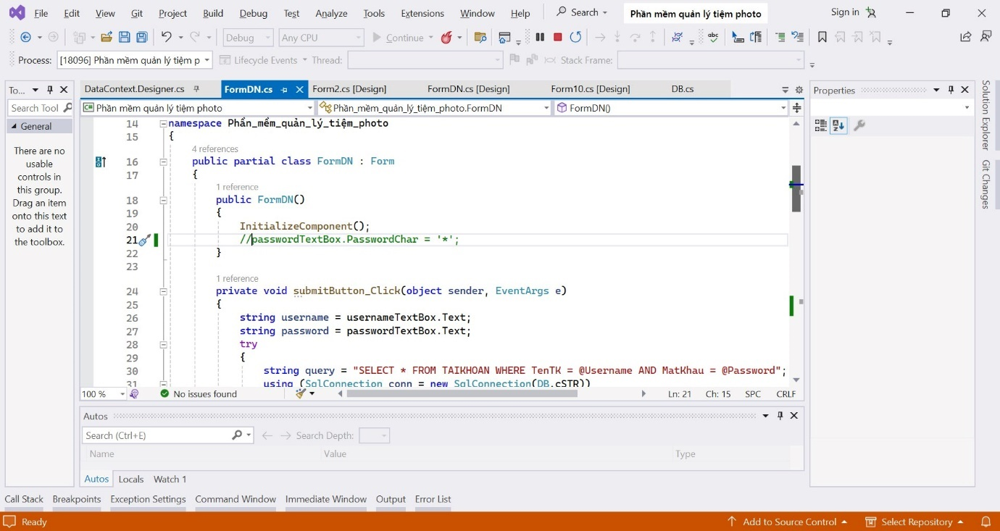 File Edit View Git Project Build Debug Test Analyze Tools Extensions Window Help Search Phần mềm quản lý tiệm photo Sign in
Debug Any CPU Continue
Process: [18096] Phần mềm quản lý tiệm p Lifecycle Events Thread: Stack Frame:
To...
Search Tool
General
There are no
usable
controls in
this group.
Drag an item
onto this text
to add it to
the toolbox.
DataContext.Designer.cs FormDN.cs Form2.cs [Design] FormDN.cs [Design] Form10.cs [Design] DB.cs
Phần mềm quản lý tiệm photo Phần_mềm_quản_lý_tiệm_photo.FormDN FormDN()
14 namespace Phần_mềm_quản_lý_tiệm_photo
15 {
4 references
16 public partial class FormDN : Form
17 {
1 reference
18 public FormDN()
19 {
20 InitializeComponent();
21 //passwordTextBox.PasswordChar = '*';
22 }
23
1 reference
24 private void submitButton_Click(object sender, EventArgs e)
25 {
26 string username = usernameTextBox.Text;
27 string password = passwordTextBox.Text;
28 try
29 {
30 string query = "SELECT * FROM TAIKHOAN WHERE TenTK = @Username AND MatKhau = @Password";
31 using (SqlConnection conn = new SqlConnection(DB.cSTR))
100 % No issues found Ln: 21 Ch: 15 SPC CRLF
Autos
Search (Ctrl+E) Search Depth:
Name Value Type
Autos Locals Watch 1
Properties
Solution Explorer
Git Changes
Call Stack Breakpoints Exception Settings Command Window Immediate Window Output Error List
Ready Add to Source Control Select Repository